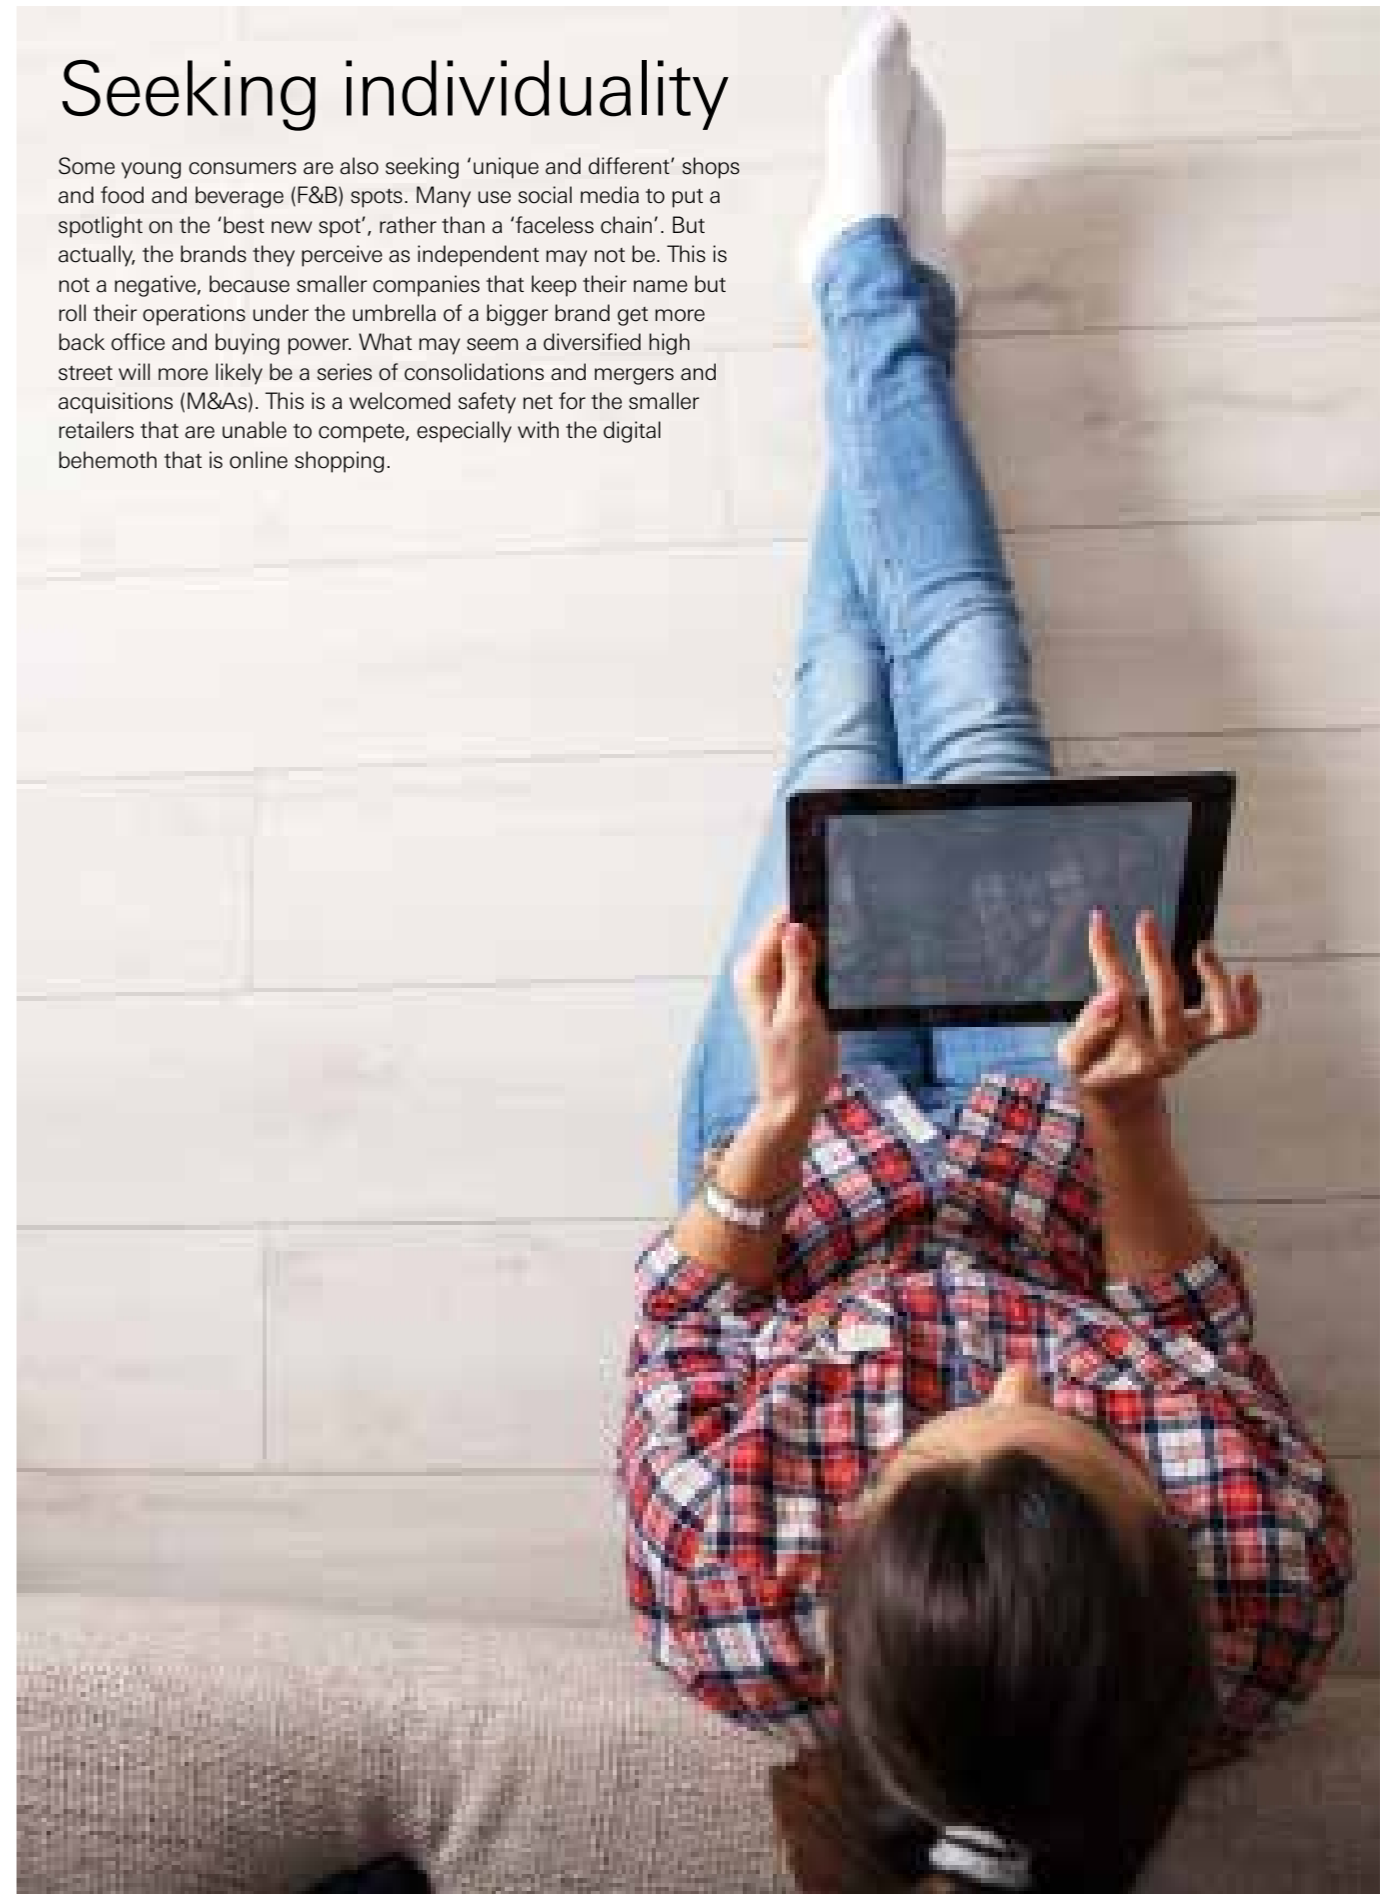 Seeking individuality
Some young consumers are also seeking ‘unique and different’ shops
and food and beverage (F&B) spots. Many use social media to put a
spotlight on the ‘best new spot’, rather than a ‘faceless chain’. But
actually, the brands they perceive as independent may not be. This is
not a negative, because smaller companies that keep their name but
roll their operations under the umbrella of a bigger brand get more
back office and buying power. What may seem a diversified high
street will more likely be a series of consolidations and mergers and
acquisitions (M&As). This is a welcomed safety net for the smaller
retailers that are unable to compete, especially with the digital
behemoth that is online shopping.